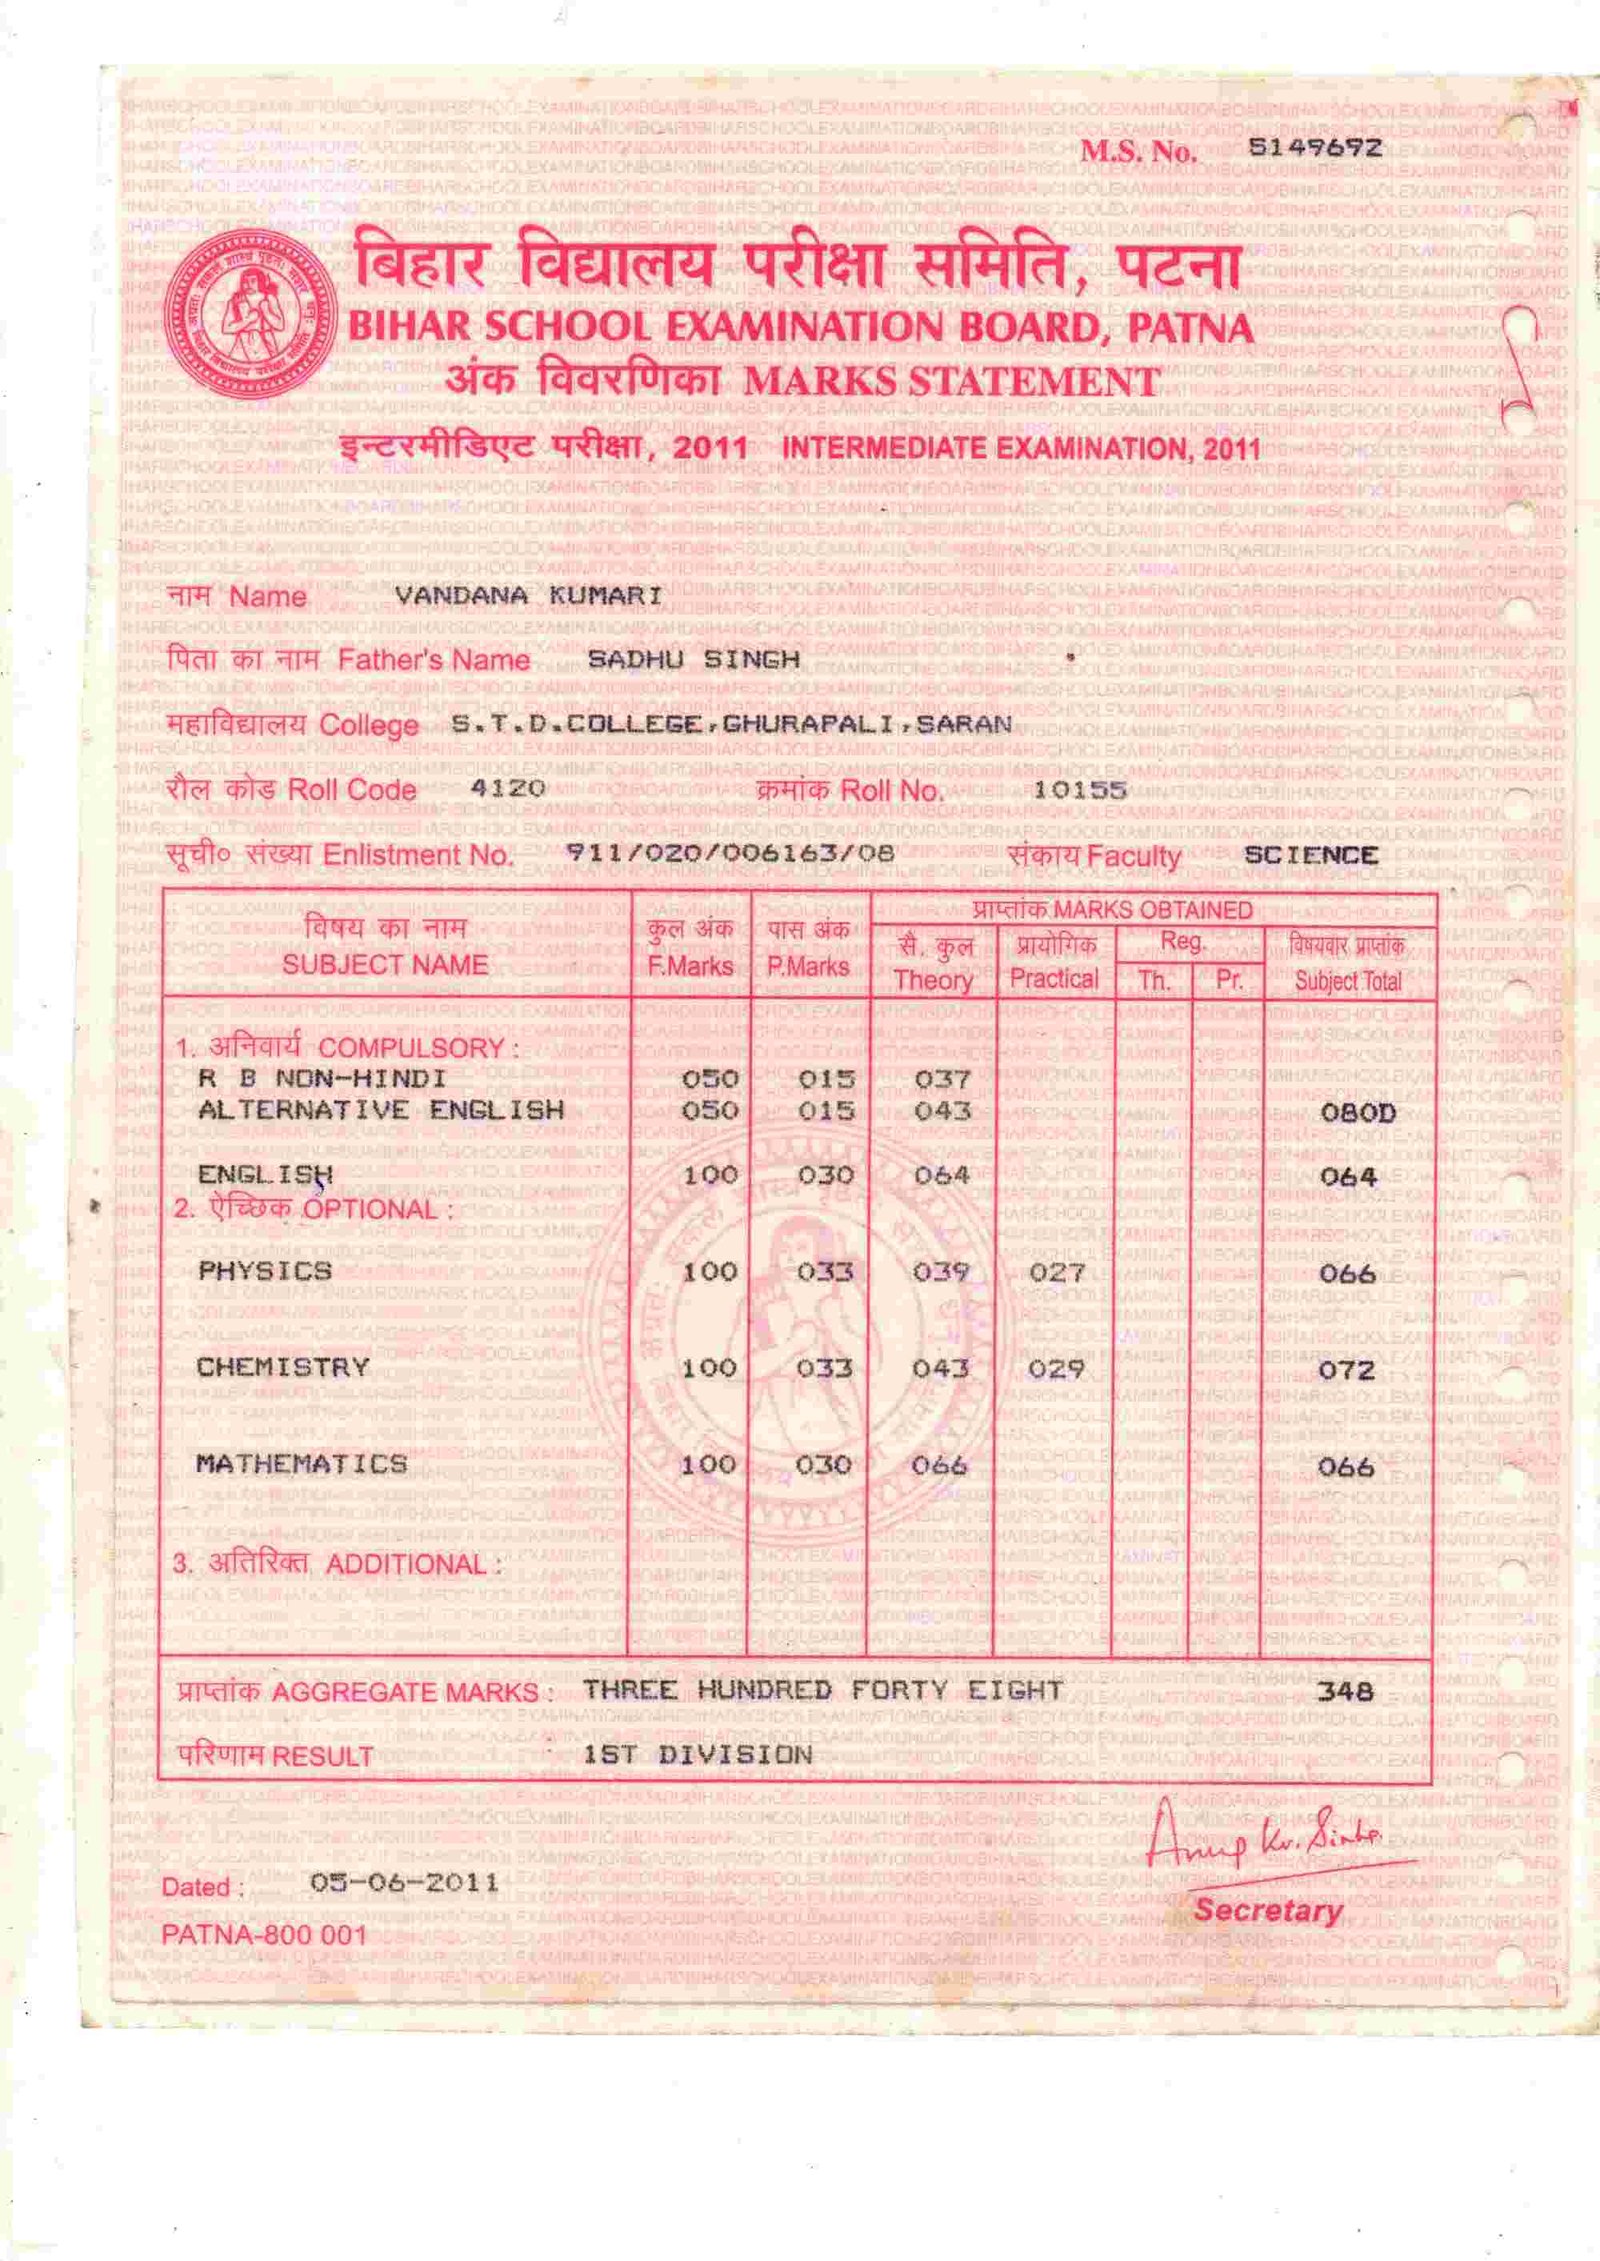 M.S. No. 5149692
बिहार विद्यालय परीक्षा समिति, पटना
BIHAR SCHOOL EXAMINATION BOARD, PATNA
अंक विवरणिका MARKS STATEMENT
इन्टरमीडिएट परीक्षा, 2011 INTERMEDIATE EXAMINATION, 2011
नाम Name VANDANA KUMARI
पिता का नाम Father's Name SADHU SINGH
महाविद्यालय College S.T.D.COLLEGE,GHURAPALI,SARAN
रौल कोड Roll Code 4120 क्रमांक Roll No. 10155
सूची० संख्या Enlistment No. 911/020/006163/08 संकाय Faculty SCIENCE
विषय का नाम कुल अंक पास अंक प्राप्तांक MARKS OBTAINED
SUBJECT NAME F.Marks P.Marks सै. कुल प्रायोगिक Reg. विषयवार प्राप्तांक
Theory Practical Th. Pr. Subject Total
1. अनिवार्य COMPULSORY :
R B NON-HINDI 050 015 037
ALTERNATIVE ENGLISH 050 015 043 080D
ENGLISH 100 030 064 064
2. ऐच्छिक OPTIONAL :
PHYSICS 100 033 039 027 066
CHEMISTRY 100 033 043 029 072
MATHEMATICS 100 030 066 066
3. अतिरिक्त ADDITIONAL :
प्राप्तांक AGGREGATE MARKS : THREE HUNDRED FORTY EIGHT 348
परिणाम RESULT : 1ST DIVISION
Anup Kr. Sinha
Dated : 05-06-2011
Secretary
PATNA-800 001